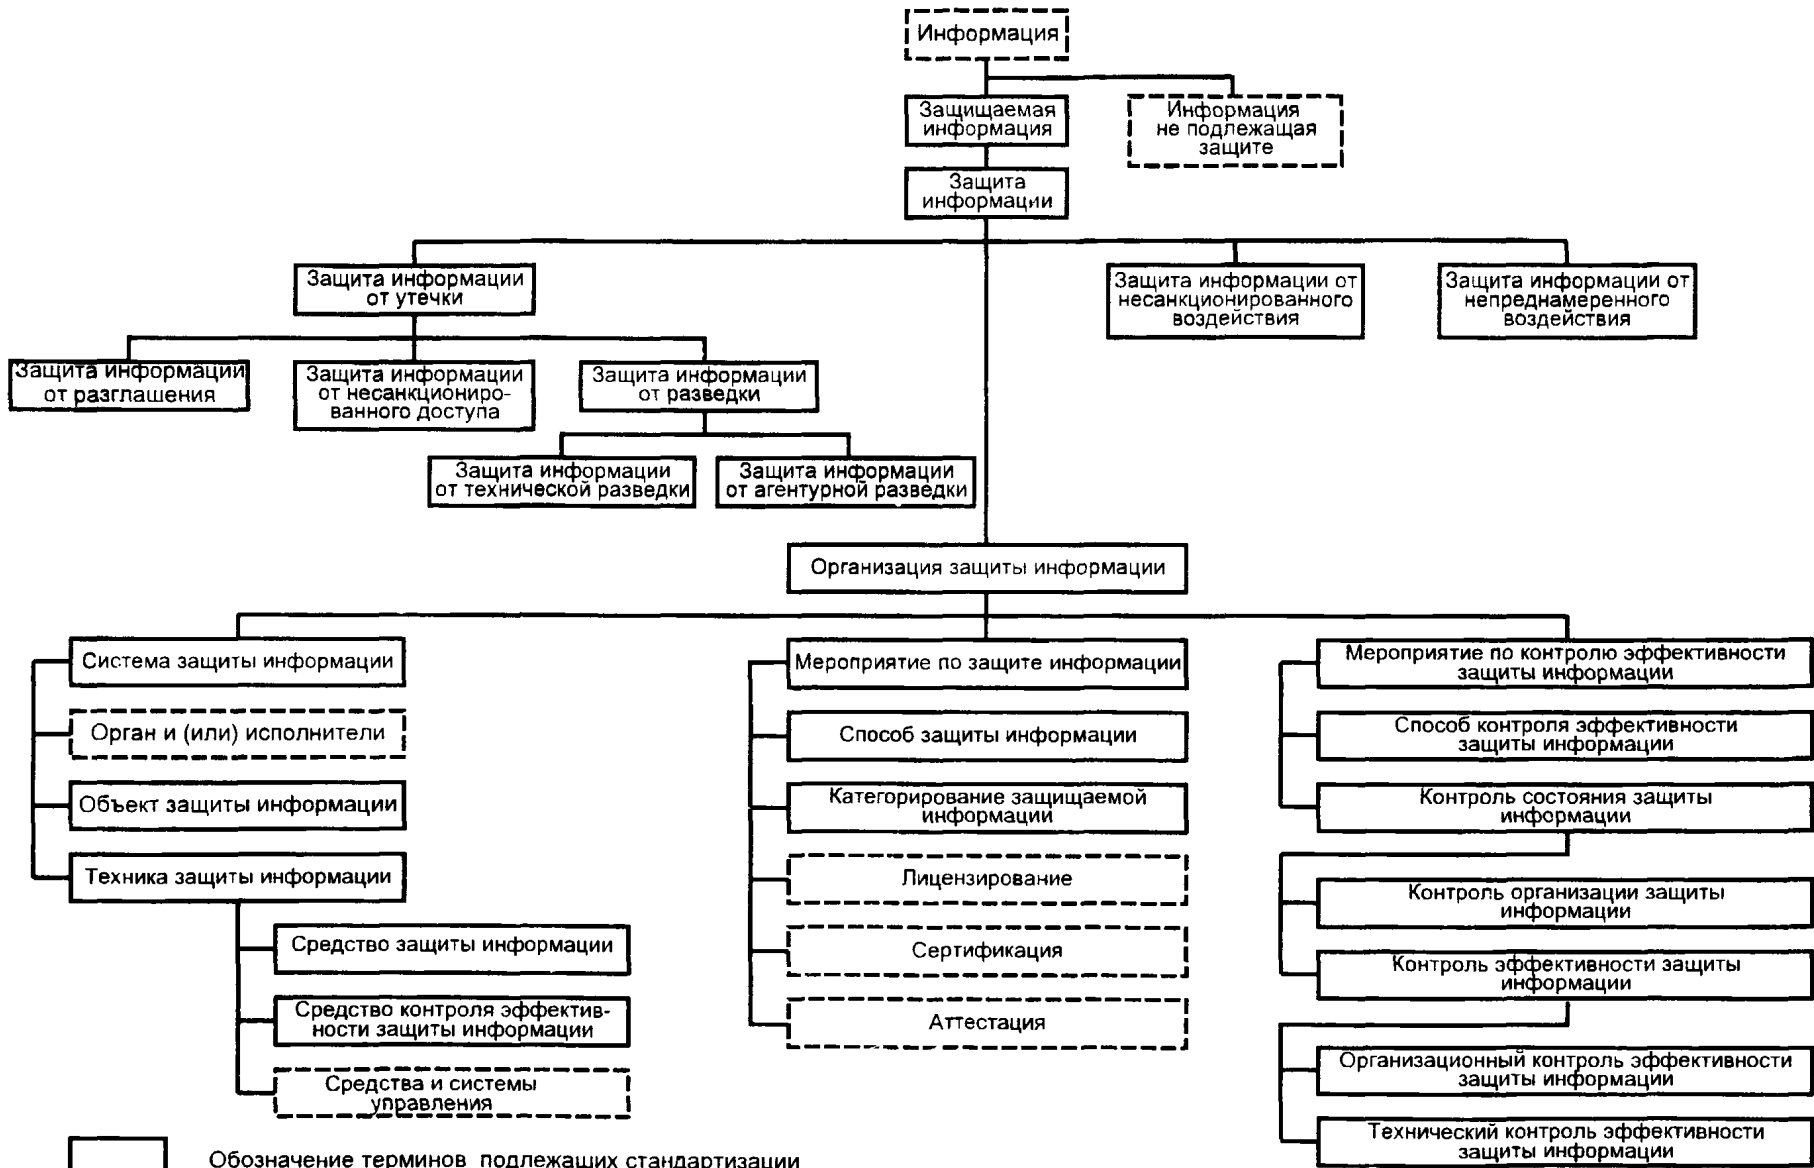 Информация
Защищаемая
информация
Информация
не подлежащая
защите
Защита
информации
Защита информации
от утечки
Защита информации от
несанкционированного
воздействия
Защита информации от
непреднамеренного
воздействия
Защита информации
от разглашения
Защита информации
от несанкциониро-
ванного доступа
Защита информации
от разведки
Защита информации
от технической разведки
Защита информации
от агентурной разведки
Организация защиты информации
Система защиты информации
Орган и (или) исполнители
Объект защиты информации
Техника защиты информации
Средство защиты информации
Средство контроля эффектив-
ности защиты информации
Средства и системы
управления
Мероприятие по защите информации
Способ защиты информации
Категорирование защищаемой
информации
Лицензирование
Сертификация
Аттестация
Мероприятие по контролю эффективности
защиты информации
Способ контроля эффективности
защиты информации
Контроль состояния защиты
информации
Контроль организации защиты
информации
Контроль эффективности защиты
информации
Организационный контроль эффективности
защиты информации
Технический контроль эффективности
защиты информации
Обозначение терминов подлежащих стандартизации